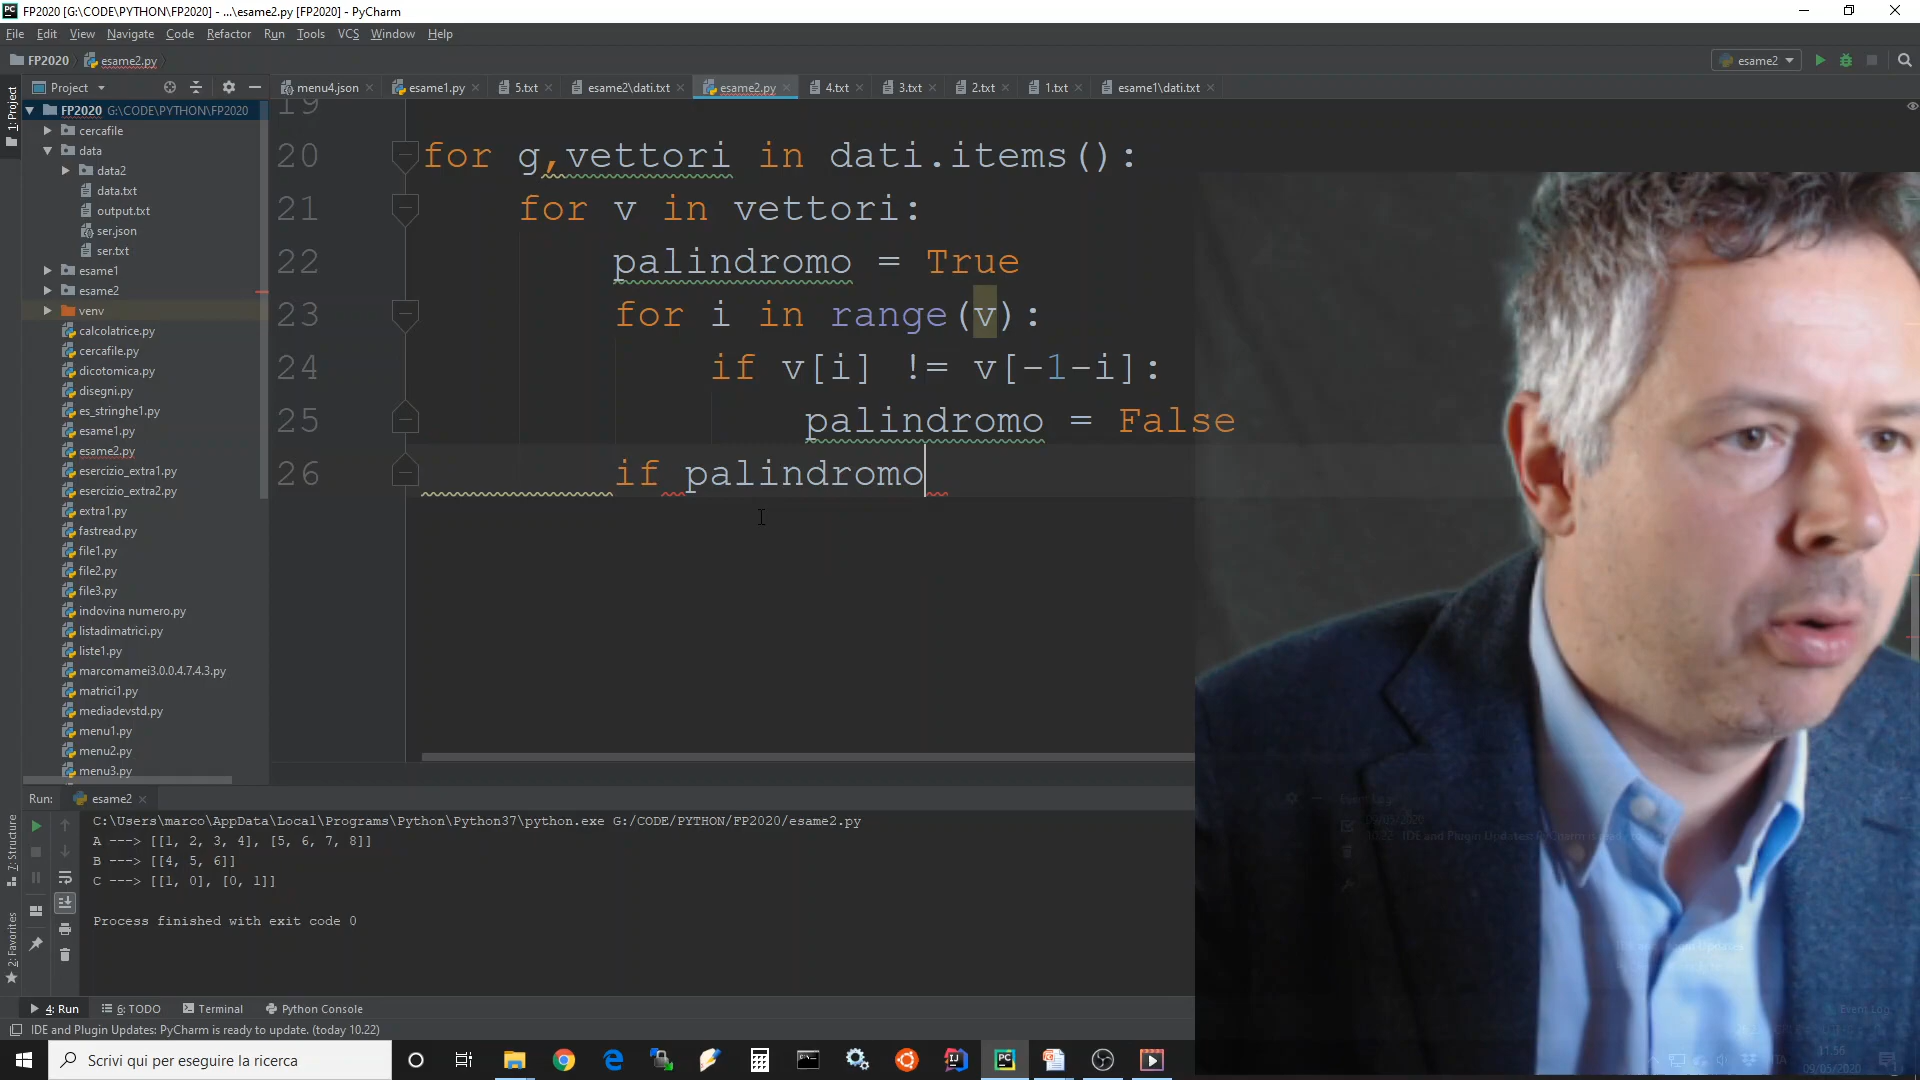 FP2020 [G:\CODE\PYTHON\FP2020] - ...\esame2.py [FP2020] - PyCharm
File Edit View Navigate Code Refactor Run Tools VCS Window Help
FP2020 esame2.py
esame2
Project
menu4.json esame1.py 5.txt esame2\dati.txt esame2.py 4.txt 3.txt 2.txt 1.txt esame1\dati.txt
1: Project
FP2020 G:\CODE\PYTHON\FP2020
cercafile
data
data2
data.txt
output.txt
ser.json
ser.txt
esame1
esame2
venv
calcolatrice.py
cercafile.py
dicotomica.py
disegni.py
es_stringhe1.py
esame1.py
esame2.py
esercizio_extra1.py
esercizio_extra2.py
extra1.py
fastread.py
file1.py
file2.py
file3.py
indovina numero.py
listadimatrici.py
liste1.py
marcomamei3.0.0.4.7.4.3.py
matrici1.py
mediadevstd.py
menu1.py
menu2.py
menu3.py
19
20 for g,vettori in dati.items():
21 for v in vettori:
22 palindromo = True
23 for i in range(v):
24 if v[i] != v[-1-i]:
25 palindromo = False
26 if palindromo
Run: esame2
C:\Users\marco\AppData\Local\Programs\Python\Python37\python.exe G:/CODE/PYTHON/FP2020/esame2.py
A ---> [[1, 2, 3, 4], [5, 6, 7, 8]]
B ---> [[4, 5, 6]]
C ---> [[1, 0], [0, 1]]
Process finished with exit code 0
7: Structure
2: Favorites
4: Run 6: TODO Terminal Python Console
Event Log
IDE and Plugin Updates: PyCharm is ready to update. (today 10.22)
Scrivi qui per eseguire la ricerca
11.56
09/05/2020